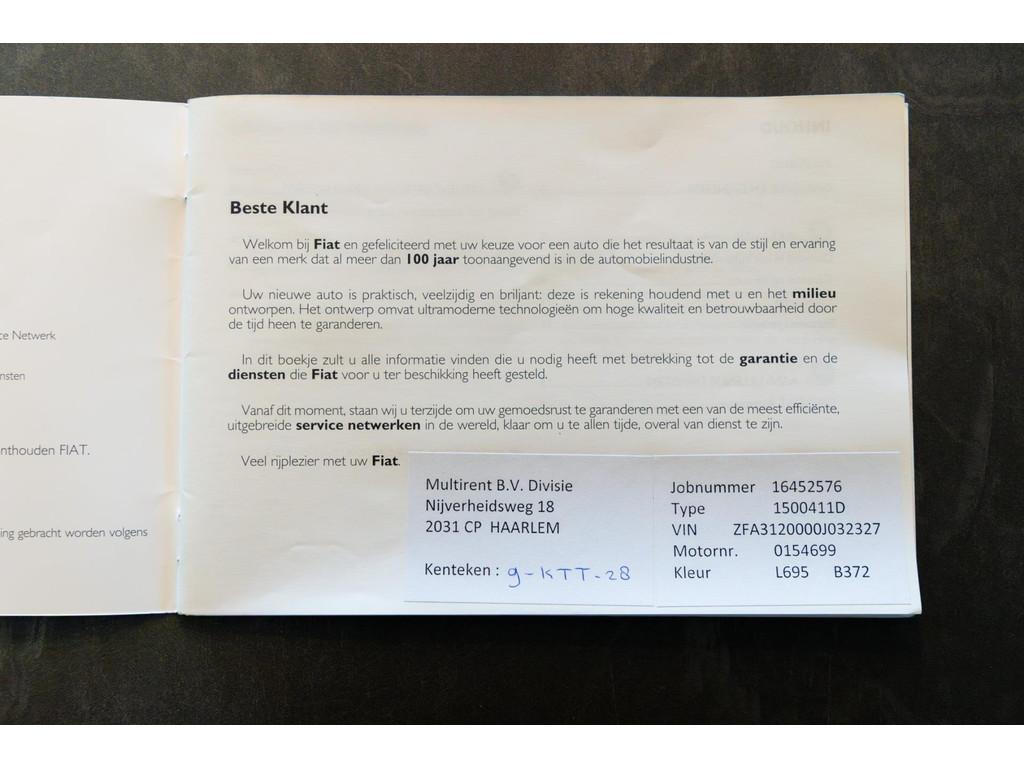 ce Netwerk
nsten
nthouden FIAT.
ing gebracht worden volgens
Beste Klant
Welkom bij Fiat en gefeliciteerd met uw keuze voor een auto die het resultaat is van de stijl en ervaring
van een merk dat al meer dan 100 jaar toonaangevend is in de automobielindustrie.
Uw nieuwe auto is praktisch, veelzijdig en briljant: deze is rekening houdend met u en het milieu
ontworpen. Het ontwerp omvat ultramoderne technologieën om hoge kwaliteit en betrouwbaarheid door
de tijd heen te garanderen.
In dit boekje zult u alle informatie vinden die u nodig heeft met betrekking tot de garantie en de
diensten die Fiat voor u ter beschikking heeft gesteld.
Vanaf dit moment, staan wij u terzijde om uw gemoedsrust te garanderen met een van de meest efficiënte,
uitgebreide service netwerken in de wereld, klaar om u te allen tijde, overal van dienst te zijn.
Veel rijplezier met uw Fiat.
Multirent B.V. Divisie
Nijverheidsweg 18
2031 CP HAARLEM
Kenteken : 9-KTT-28
Jobnummer 16452576
Type 1500411D
VIN ZFA3120000J032327
Motornr. 0154699
Kleur L695 B372